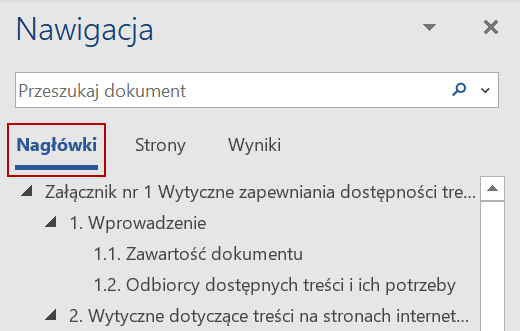 Nawigacja
Przeszukaj dokument
Nagłówki Strony Wyniki
Załącznik nr 1 Wytyczne zapewniania dostępności tre...
1. Wprowadzenie
1.1. Zawartość dokumentu
1.2. Odbiorcy dostępnych treści i ich potrzeby
2. Wytyczne dotyczące treści na stronach internet...